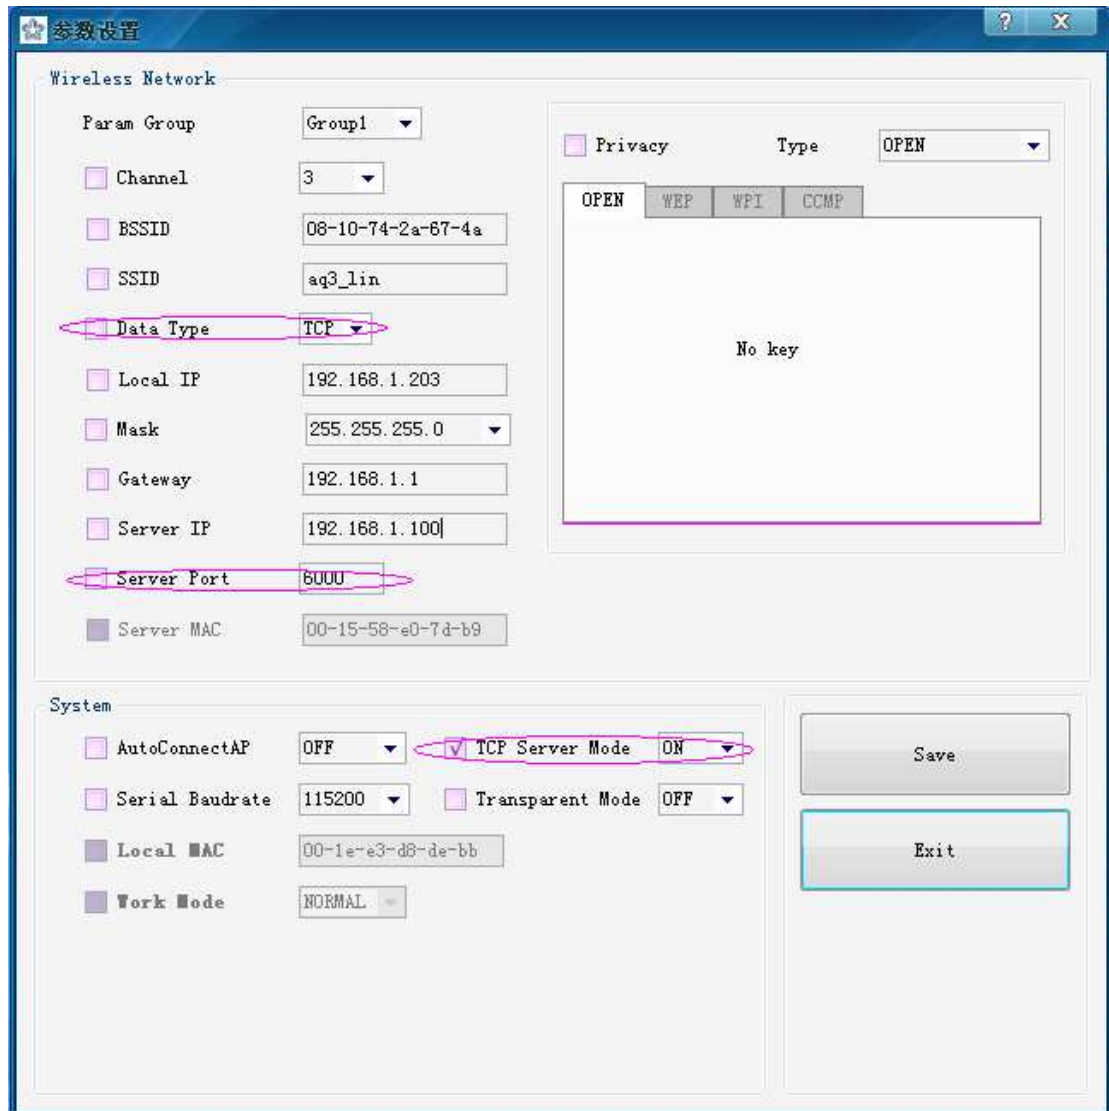 参数设置
Wireless Network
Param Group Group1
Channel 3
BSSID 08-10-74-2a-67-4a
SSID aq3_lin
Data Type TCP
Local IP 192.168.1.203
Mask 255.255.255.0
Gateway 192.168.1.1
Server IP 192.168.1.100
Server Port 6000
Server MAC 00-15-58-e0-7d-b9
Privacy Type OPEN
OPEN WEP WPI CCMP
No key
System
AutoConnectAP OFF TCP Server Mode ON
Serial Baudrate 115200 Transparent Mode OFF
Local MAC 00-1e-e3-d8-de-bb
Work Mode NORMAL
Save
Exit